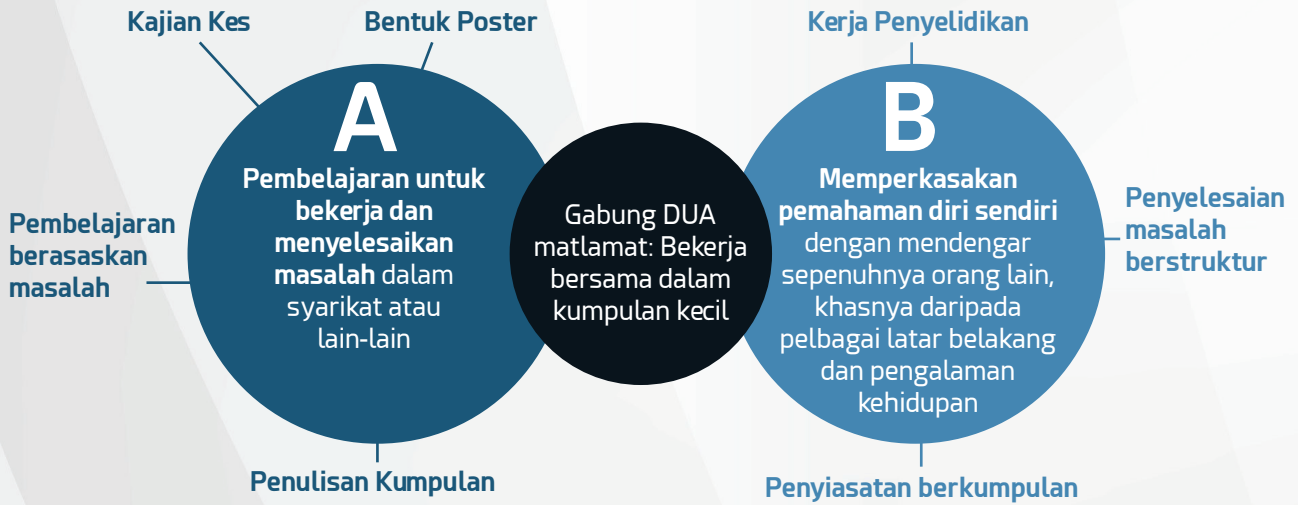 Kajian Kes
Bentuk Poster
Kerja Penyelidikan
A
Pembelajaran untuk
bekerja dan
menyelesaikan
masalah dalam
syarikat atau
lain-lain
Pembelajaran
berasaskan
masalah
Penulisan Kumpulan
Gabung DUA
matlamat: Bekerja
bersama dalam
kumpulan kecil
B
Memperkasakan
pemahaman diri sendiri
dengan mendengar
sepenuhnya orang lain,
khasnya daripada
pelbagai latar belakang
dan pengalaman
kehidupan
Penyelesaian
masalah
berstruktur
Penyiasatan berkumpulan